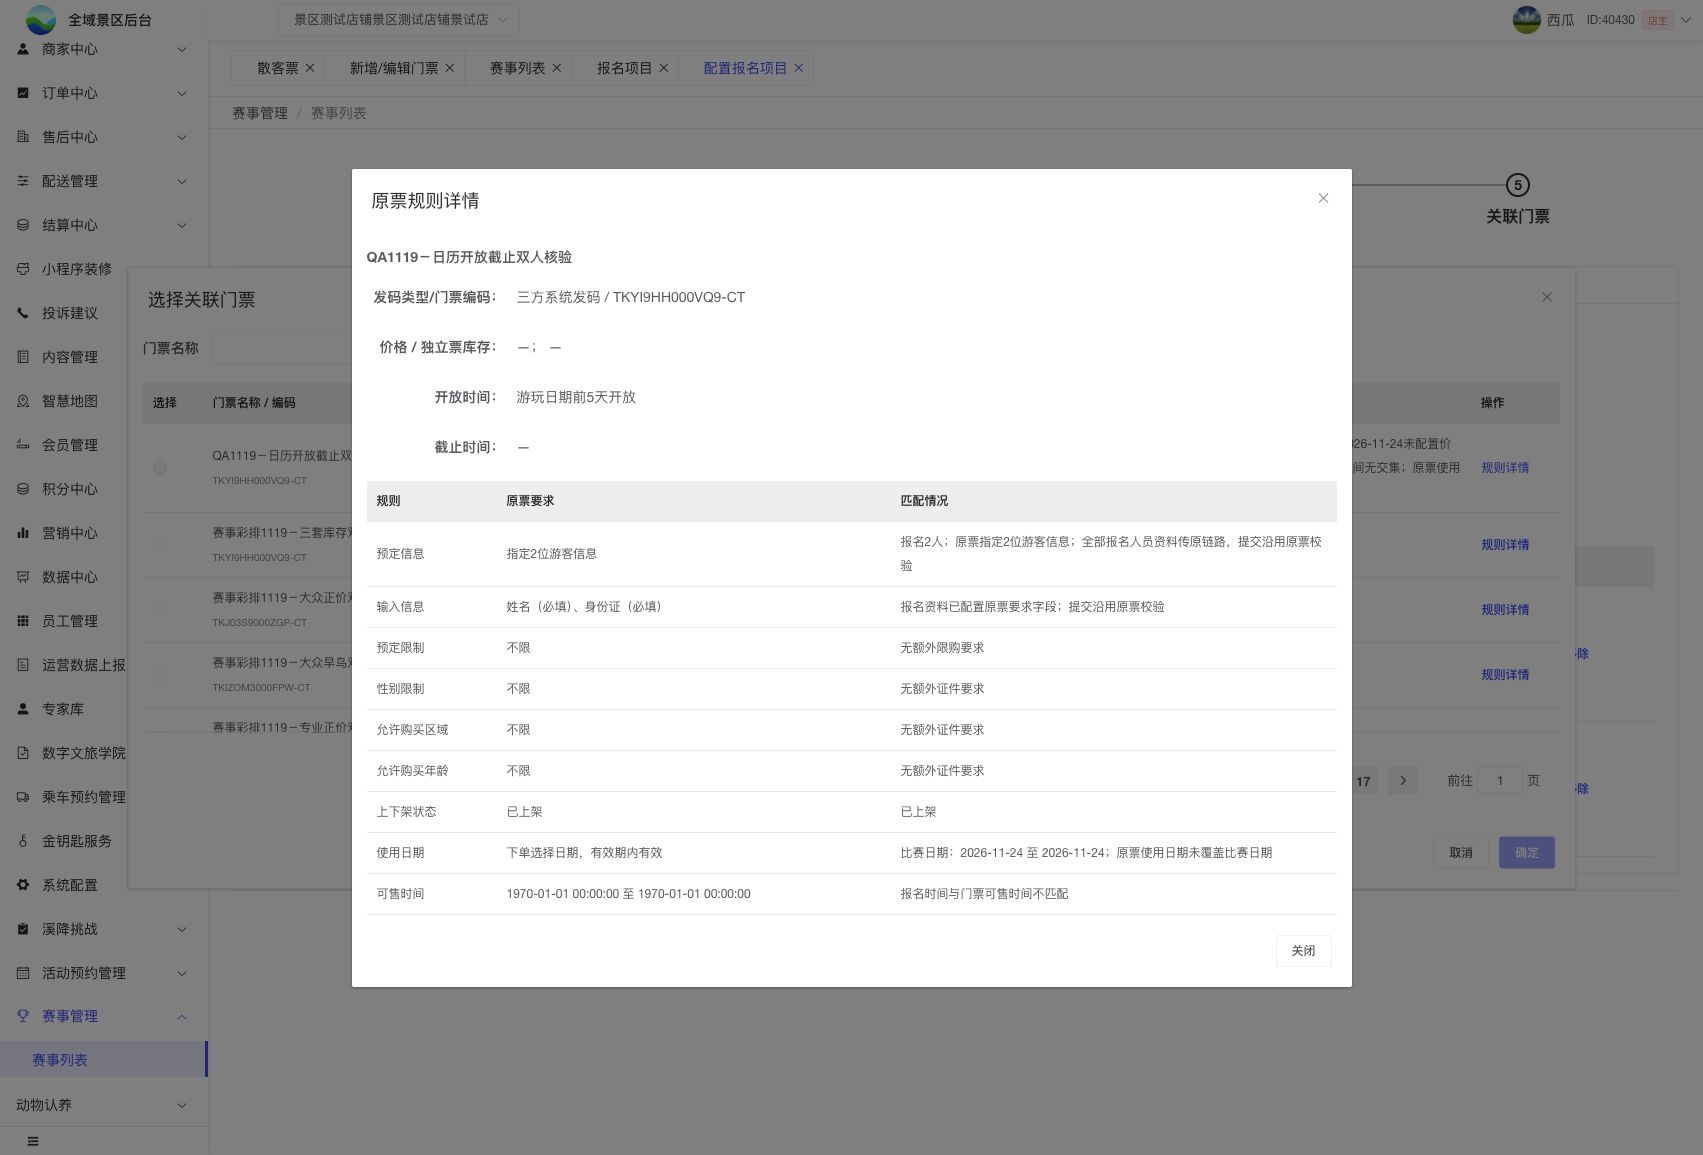 全域景区后台
景区测试店铺景区测试店铺景试店
西瓜 ID:40430 店主
商家中心
订单中心
售后中心
配送管理
结算中心
小程序装修
投诉建议
内容管理
智慧地图
会员管理
积分中心
营销中心
数据中心
员工管理
运营数据上报
专家库
数字文旅学院
乘车预约管理
金钥匙服务
系统配置
溪降挑战
活动预约管理
赛事管理
赛事列表
动物认养
散客票 新增/编辑门票 赛事列表 报名项目 配置报名项目
赛事管理 / 赛事列表
5
关联门票
选择关联门票
门票名称
选择 门票名称 / 编码 操作
QA1119－日历开放截止双
TKYI9HH000VQ9-CT
26-11-24未配置价
间无交集；原票使用
规则详情
赛事彩排1119－三套库存
TKYI9HH000VQ9-CT
规则详情
赛事彩排1119－大众正价
TKJ03S9000ZGP-CT
规则详情
赛事彩排1119－大众早鸟
TKIZOM3000FPW-CT
规则详情
赛事彩排1119－专业正价
17 前往 1 页
取消 确定
除
除
原票规则详情
QA1119－日历开放截止双人核验
发码类型/门票编码： 三方系统发码 / TKYI9HH000VQ9-CT
价格 / 独立票库存： —； —
开放时间： 游玩日期前5天开放
截止时间： —
规则 原票要求 匹配情况
预定信息 指定2位游客信息 报名2人；原票指定2位游客信息；全部报名人员资料传原链路，提交沿用原票校
验
输入信息 姓名（必填）、身份证（必填） 报名资料已配置原票要求字段；提交沿用原票校验
预定限制 不限 无额外限购要求
性别限制 不限 无额外证件要求
允许购买区域 不限 无额外证件要求
允许购买年龄 不限 无额外证件要求
上下架状态 已上架 已上架
使用日期 下单选择日期，有效期内有效 比赛日期：2026-11-24 至 2026-11-24；原票使用日期未覆盖比赛日期
可售时间 1970-01-01 00:00:00 至 1970-01-01 00:00:00 报名时间与门票可售时间不匹配
关闭